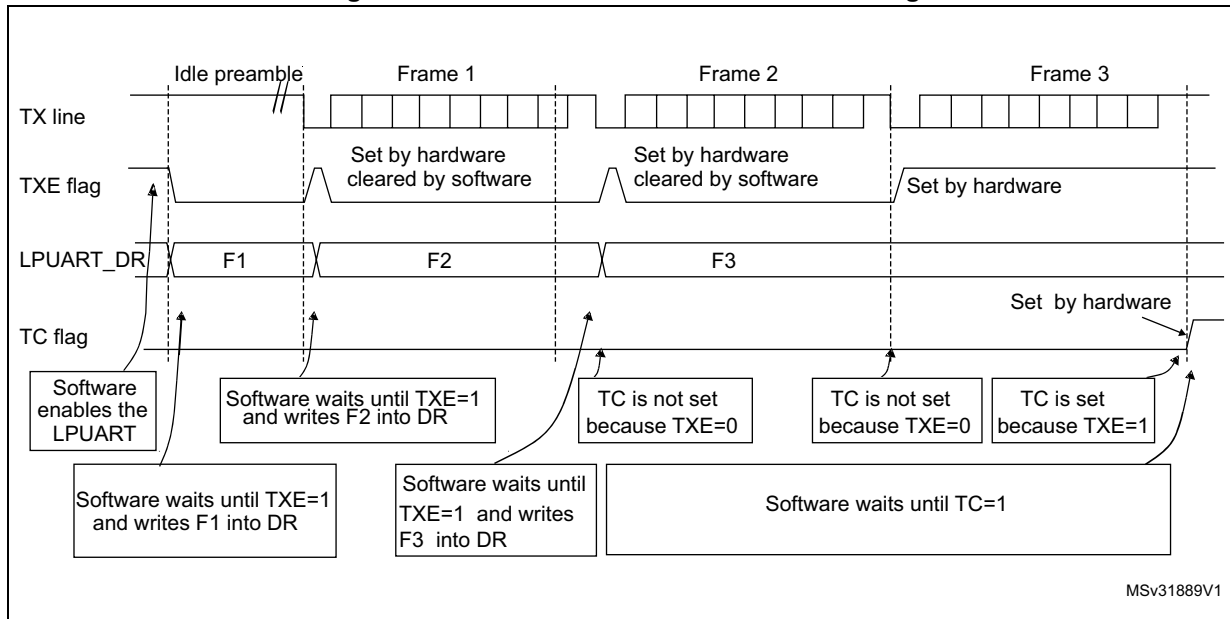 Idle preamble Frame 1 Frame 2 Frame 3
TX line
Set by hardware
cleared by software
Set by hardware
cleared by software
TXE flag
Set by hardware
LPUART_DR F1 F2 F3
Set by hardware
TC flag
Software
enables the
LPUART
Software waits until TXE=1
and writes F2 into DR
TC is not set
because TXE=0
TC is not set
because TXE=0
TC is set
because TXE=1
Software waits until TXE=1
and writes F1 into DR
Software waits until
TXE=1 and writes
F3 into DR
Software waits until TC=1
MSv31889V1